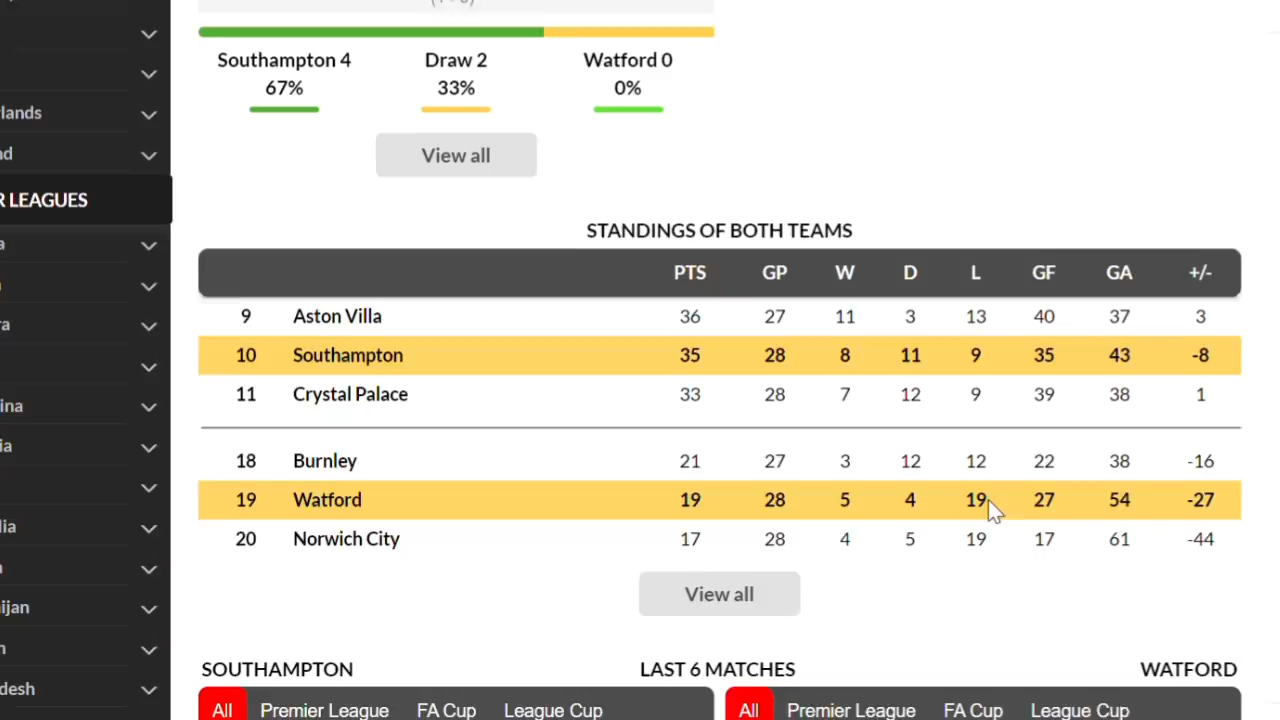 Southampton 4 Draw 2 Watford 0
67% 33% 0%
View all
lands
nd
R LEAGUES
STANDINGS OF BOTH TEAMS
PTS GP W D L GF GA +/-
a
9 Aston Villa 36 27 11 3 13 40 37 3
ra
10 Southampton 35 28 8 11 9 35 43 -8
11 Crystal Palace 33 28 7 12 9 39 38 1
ina
ia
18 Burnley 21 27 3 12 12 22 38 -16
19 Watford 19 28 5 4 19 27 54 -27
lia
20 Norwich City 17 28 4 5 19 17 61 -44
n
View all
ijan
n
SOUTHAMPTON LAST 6 MATCHES WATFORD
desh
All Premier League FA Cup League Cup All Premier League FA Cup League Cup